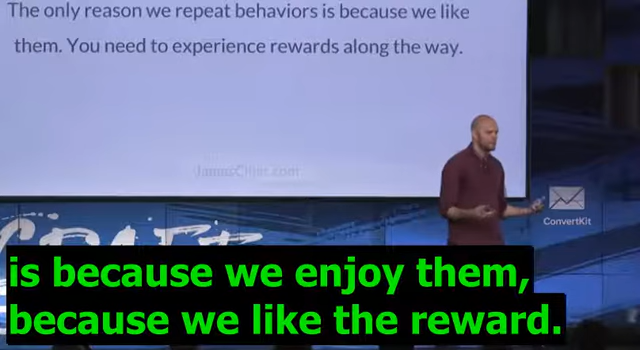 The only reason we repeat behaviors is because we like
them. You need to experience rewards along the way.
JamesClear.com
ConvertKit
is because we enjoy them,
because we like the reward.